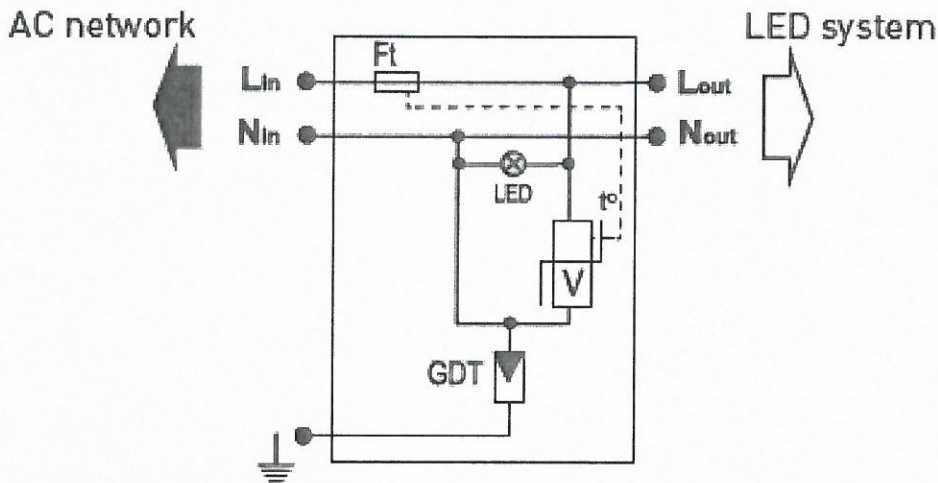 AC network
LED system
Ft
Lin
Lout
Nin
Nout
LED
t°
V
GDT